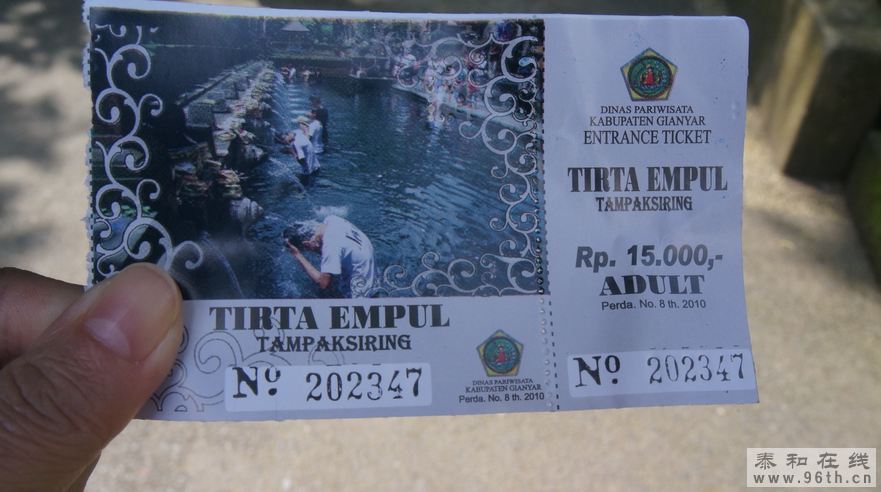 TIRTA EMPUL
TAMPAKSIRING
Nº 202347
DINAS PARIWISATA
KABUPATEN GIANYAR
Perda. No. 8 th. 2010
DINAS PARIWISATA
KABUPATEN GIANYAR
ENTRANCE TICKET
TIRTA EMPUL
TAMPAKSIRING
Rp. 15.000,-
ADULT
Perda. No. 8 th. 2010
Nº 202347
泰和在线
www.96th.cn